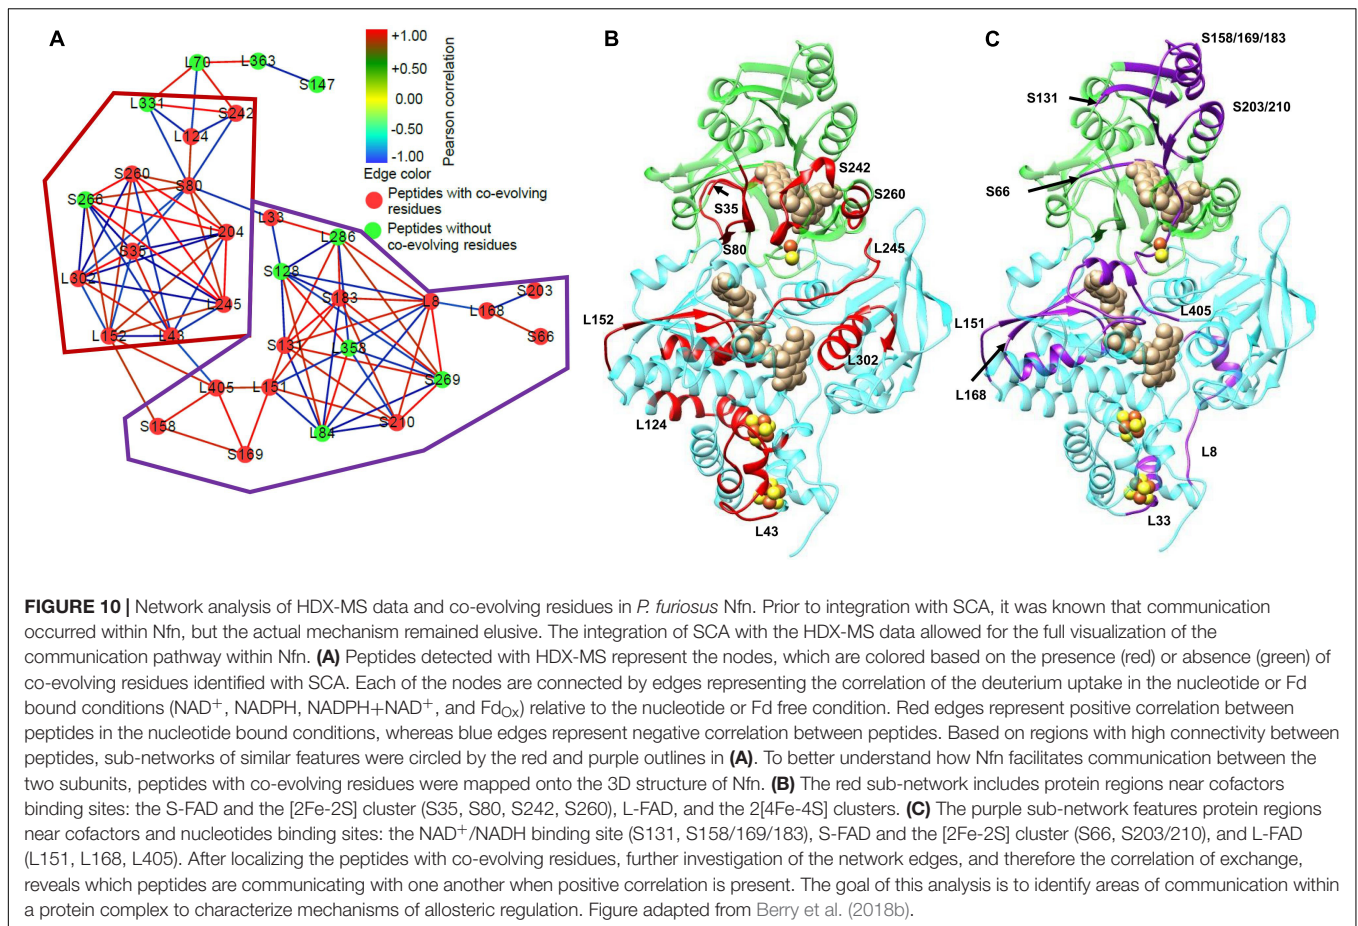 A
B
C
L70
L363
S147
L331
S242
L124
S260
S266
S80
L204
L33
S35
L302
L286
S128
L245
S183
L8
L168
S203
S66
L152
L43
S131
L358
S269
L405
L151
S158
L84
S210
S169
+1.00
+0.50
0.00
-0.50
-1.00
Pearson correlation
Edge color
Peptides with co-evolving
residues
Peptides without
co-evolving residues
S242
S260
S35
S80
L245
L152
L302
L124
L43
S158/169/183
S131
S203/210
S66
L151
L405
L168
L8
L33
FIGURE 10 | Network analysis of HDX-MS data and co-evolving residues in P. furiosus Nfn. Prior to integration with SCA, it was known that communication
occurred within Nfn, but the actual mechanism remained elusive. The integration of SCA with the HDX-MS data allowed for the full visualization of the
communication pathway within Nfn. (A) Peptides detected with HDX-MS represent the nodes, which are colored based on the presence (red) or absence (green) of
co-evolving residues identified with SCA. Each of the nodes are connected by edges representing the correlation of the deuterium uptake in the nucleotide or Fd
bound conditions (NAD+, NADPH, NADPH+NAD+, and FdOx) relative to the nucleotide or Fd free condition. Red edges represent positive correlation between
peptides in the nucleotide bound conditions, whereas blue edges represent negative correlation between peptides. Based on regions with high connectivity between
peptides, sub-networks of similar features were circled by the red and purple outlines in (A). To better understand how Nfn facilitates communication between the
two subunits, peptides with co-evolving residues were mapped onto the 3D structure of Nfn. (B) The red sub-network includes protein regions near cofactors
binding sites: the S-FAD and the [2Fe-2S] cluster (S35, S80, S242, S260), L-FAD, and the 2[4Fe-4S] clusters. (C) The purple sub-network features protein regions
near cofactors and nucleotides binding sites: the NAD+/NADH binding site (S131, S158/169/183), S-FAD and the [2Fe-2S] cluster (S66, S203/210), and L-FAD
(L151, L168, L405). After localizing the peptides with co-evolving residues, further investigation of the network edges, and therefore the correlation of exchange,
reveals which peptides are communicating with one another when positive correlation is present. The goal of this analysis is to identify areas of communication within
a protein complex to characterize mechanisms of allosteric regulation. Figure adapted from Berry et al. (2018b).